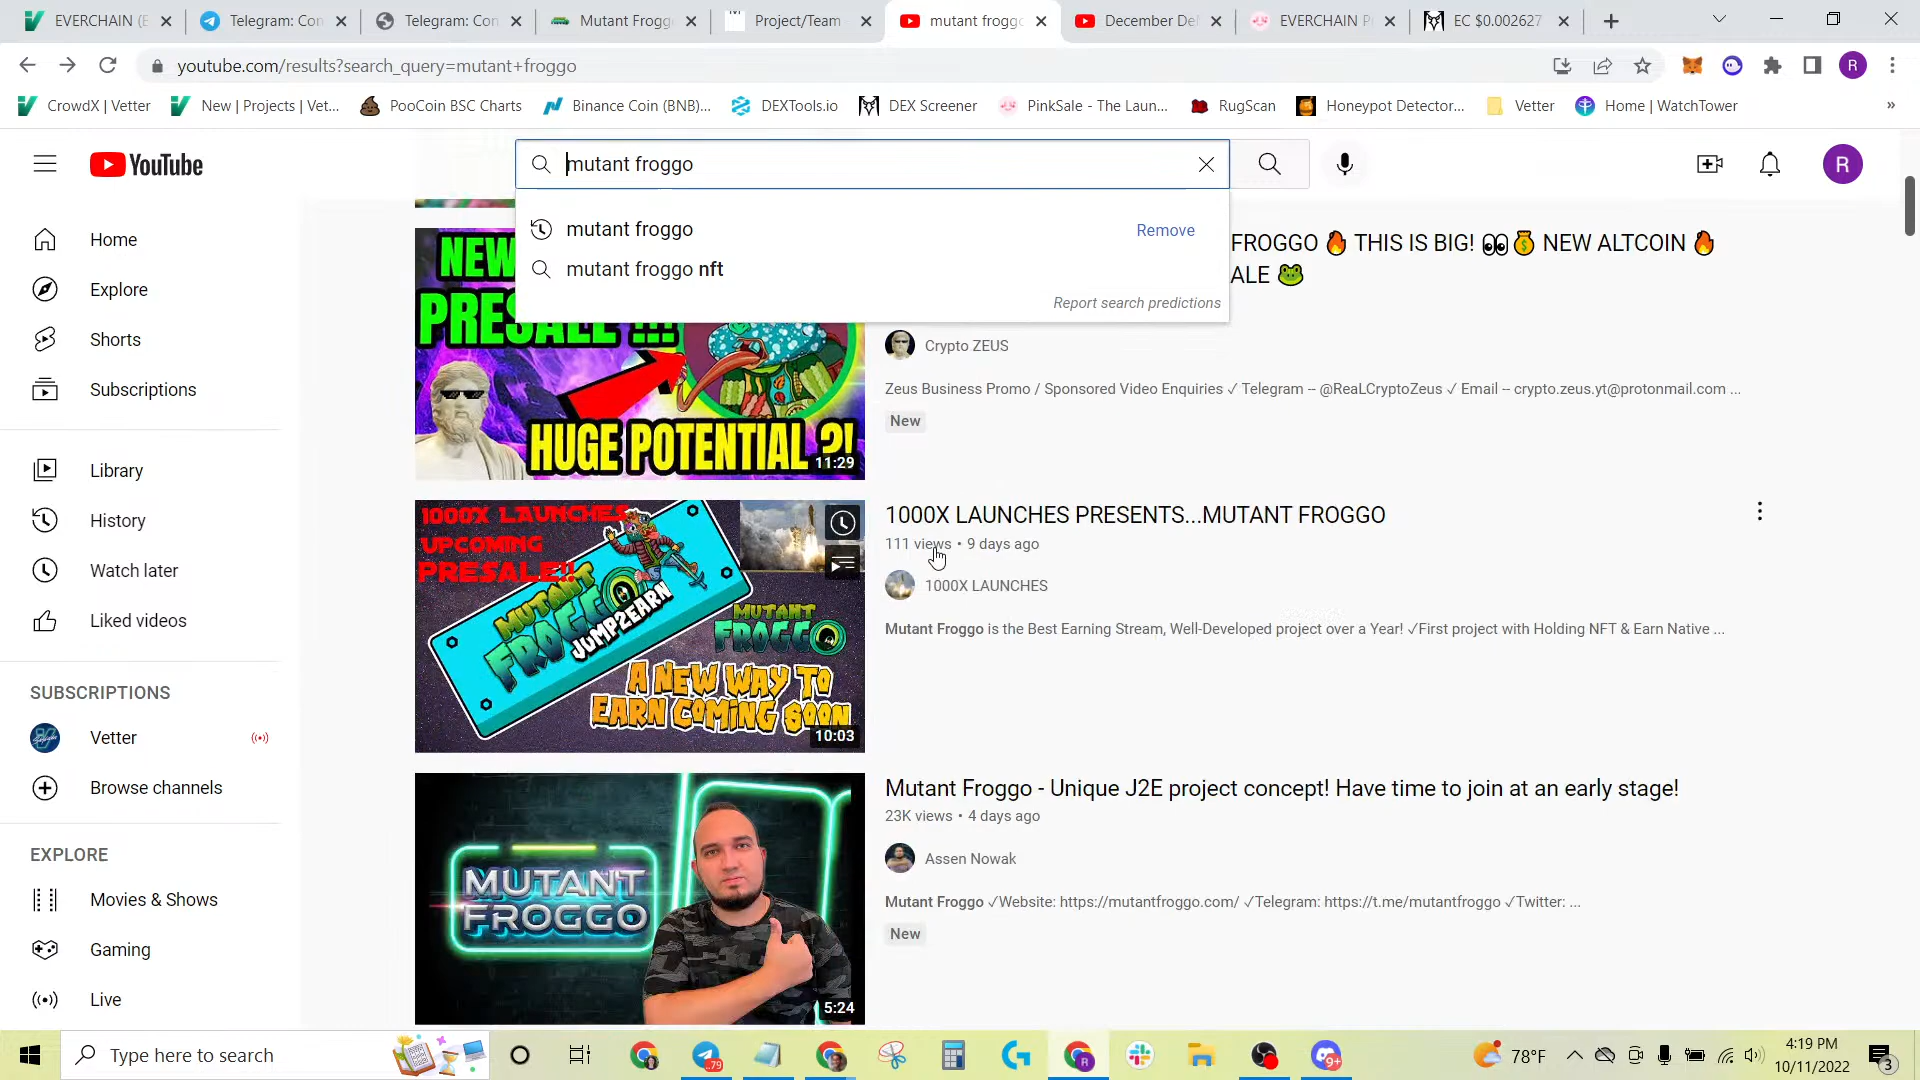 EVERCHAIN (E
Telegram: Con
Telegram: Con
Mutant Frogg
Project/Team
mutant frogg
December De
EVERCHAIN P
EC $0.002627
youtube.com/results?search_query=mutant+froggo
R
CrowdX | Vetter
New | Projects | Vet...
PooCoin BSC Charts
Binance Coin (BNB)...
DEXTools.io
DEX Screener
PinkSale - The Laun...
RugScan
Honeypot Detector...
Vetter
Home | WatchTower
»
YouTube
mutant froggo
R
mutant froggo
Remove
mutant froggo nft
Report search predictions
Home
Explore
Shorts
Subscriptions
Library
History
Watch later
Liked videos
SUBSCRIPTIONS
Vetter
Browse channels
EXPLORE
Movies & Shows
Gaming
Live
NEW
PRESALE !!!
HUGE POTENTIAL ?!
11:29
FROGGO 🔥 THIS IS BIG! 👀💰 NEW ALTCOIN 🔥
ALE 🐸
Crypto ZEUS
Zeus Business Promo / Sponsored Video Enquiries ✓ Telegram -- @ReaLCryptoZeus ✓ Email -- crypto.zeus.yt@protonmail.com ...
New
1000X LAUNCHES
UPCOMING
PRESALE!!
MUTANT
FROGGO
JUMP2EARN
MUTANT
FROGGO
A NEW WAY TO
EARN COMING SOON
10:03
1000X LAUNCHES PRESENTS...MUTANT FROGGO
111 views • 9 days ago
1000X LAUNCHES
Mutant Froggo is the Best Earning Stream, Well-Developed project over a Year! ✓First project with Holding NFT & Earn Native ...
MUTANT
FROGGO
5:24
Mutant Froggo - Unique J2E project concept! Have time to join at an early stage!
23K views • 4 days ago
Assen Nowak
Mutant Froggo ✓Website: https://mutantfroggo.com/ ✓Telegram: https://t.me/mutantfroggo ✓Twitter: ...
New
Type here to search
..79
R
9+
78°F
4:19 PM
10/11/2022
3